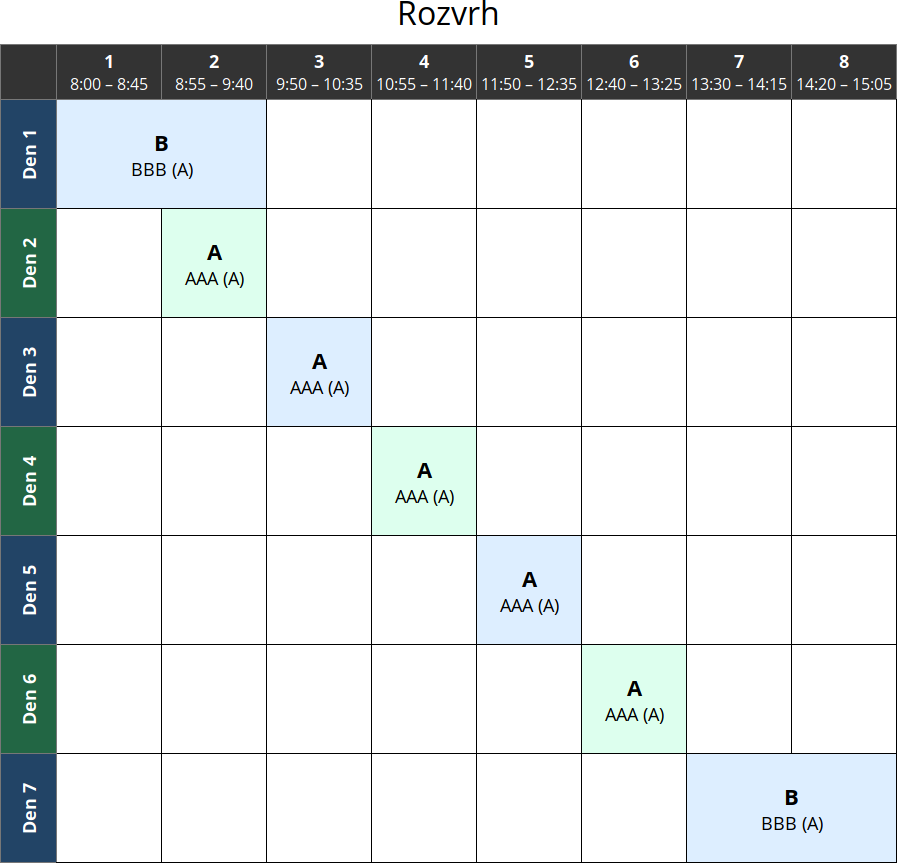 Rozvrh
1 2 3 4 5 6 7 8
8:00 – 8:45 8:55 – 9:40 9:50 – 10:35 10:55 – 11:40 11:50 – 12:35 12:40 – 13:25 13:30 – 14:15 14:20 – 15:05
Den 1
B
BBB (A)
Den 2
A
AAA (A)
Den 3
A
AAA (A)
Den 4
A
AAA (A)
Den 5
A
AAA (A)
Den 6
A
AAA (A)
Den 7
B
BBB (A)